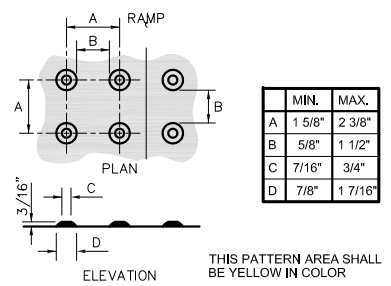 A RAMP
B
A
B
PLAN
MIN. MAX.
A 1 5/8" 2 3/8"
B 5/8" 1 1/2"
C 7/16" 3/4"
D 7/8" 1 7/16"
3/16"
C
D
ELEVATION
THIS PATTERN AREA SHALL
BE YELLOW IN COLOR